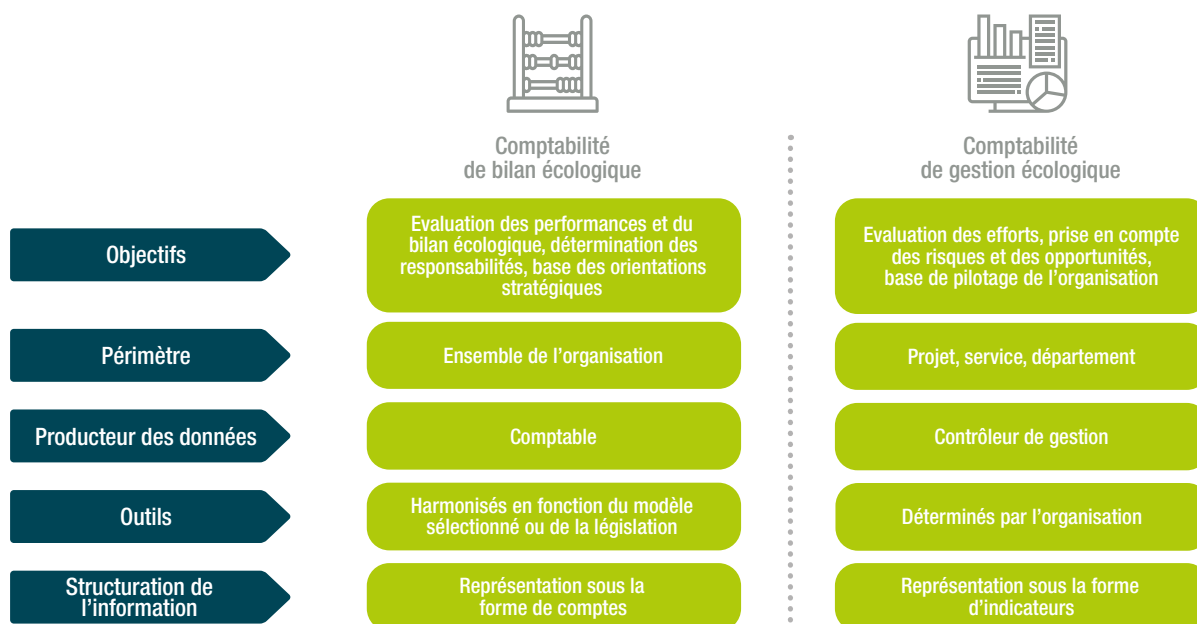 Comptabilité
de bilan écologique
Comptabilité
de gestion écologique
Objectifs
Evaluation des performances et du
bilan écologique, détermination des
responsabilités, base des orientations
stratégiques
Evaluation des efforts, prise en compte
des risques et des opportunités,
base de pilotage de l’organisation
Périmètre
Ensemble de l’organisation
Projet, service, département
Producteur des données
Comptable
Contrôleur de gestion
Outils
Harmonisés en fonction du modèle
sélectionné ou de la législation
Déterminés par l’organisation
Structuration de
l’information
Représentation sous la
forme de comptes
Représentation sous la forme
d’indicateurs